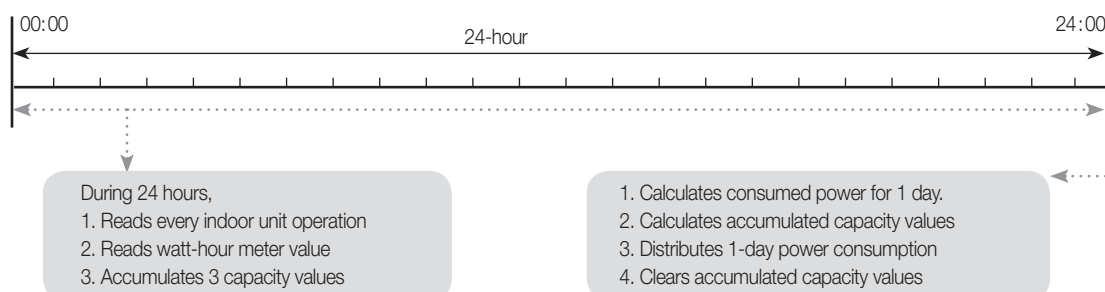 00:00
24:00
24-hour
During 24 hours,
1. Reads every indoor unit operation
2. Reads watt-hour meter value
3. Accumulates 3 capacity values
1. Calculates consumed power for 1 day.
2. Calculates accumulated capacity values
3. Distributes 1-day power consumption
4. Clears accumulated capacity values